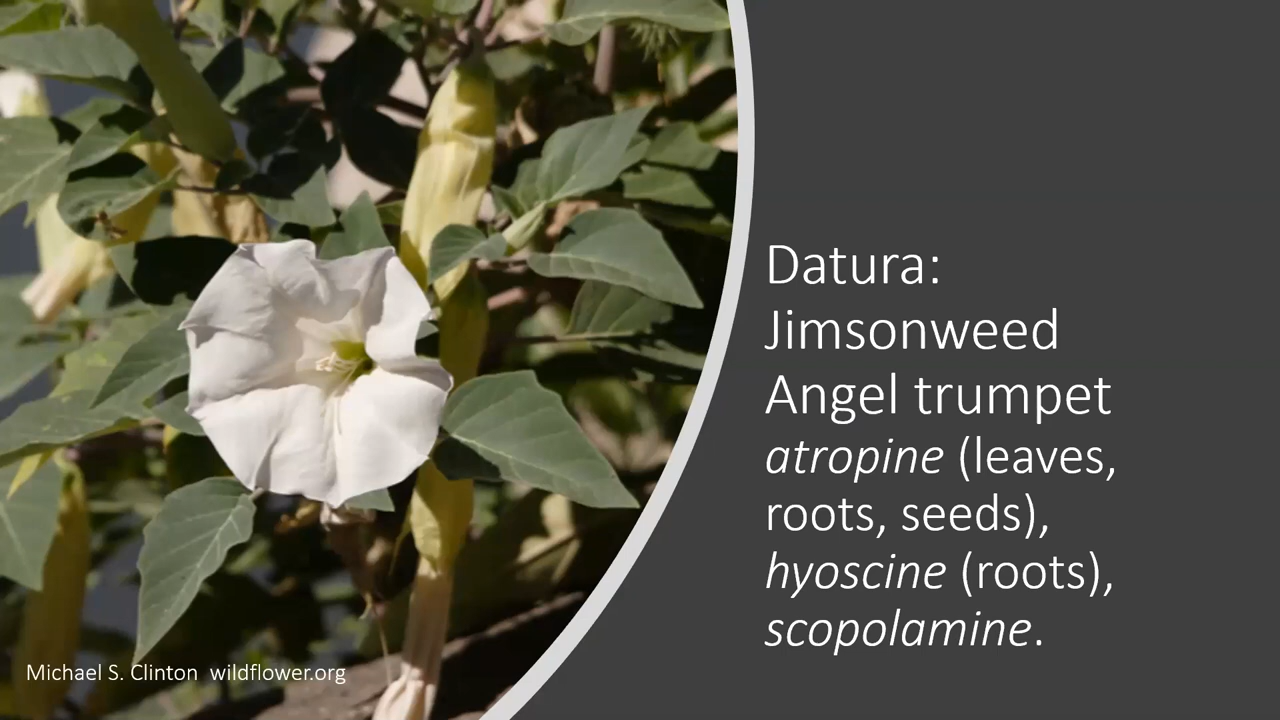 Datura:
Jimsonweed
Angel trumpet
atropine (leaves,
roots, seeds),
hyoscine (roots),
scopolamine.
Michael S. Clinton wildflower.org